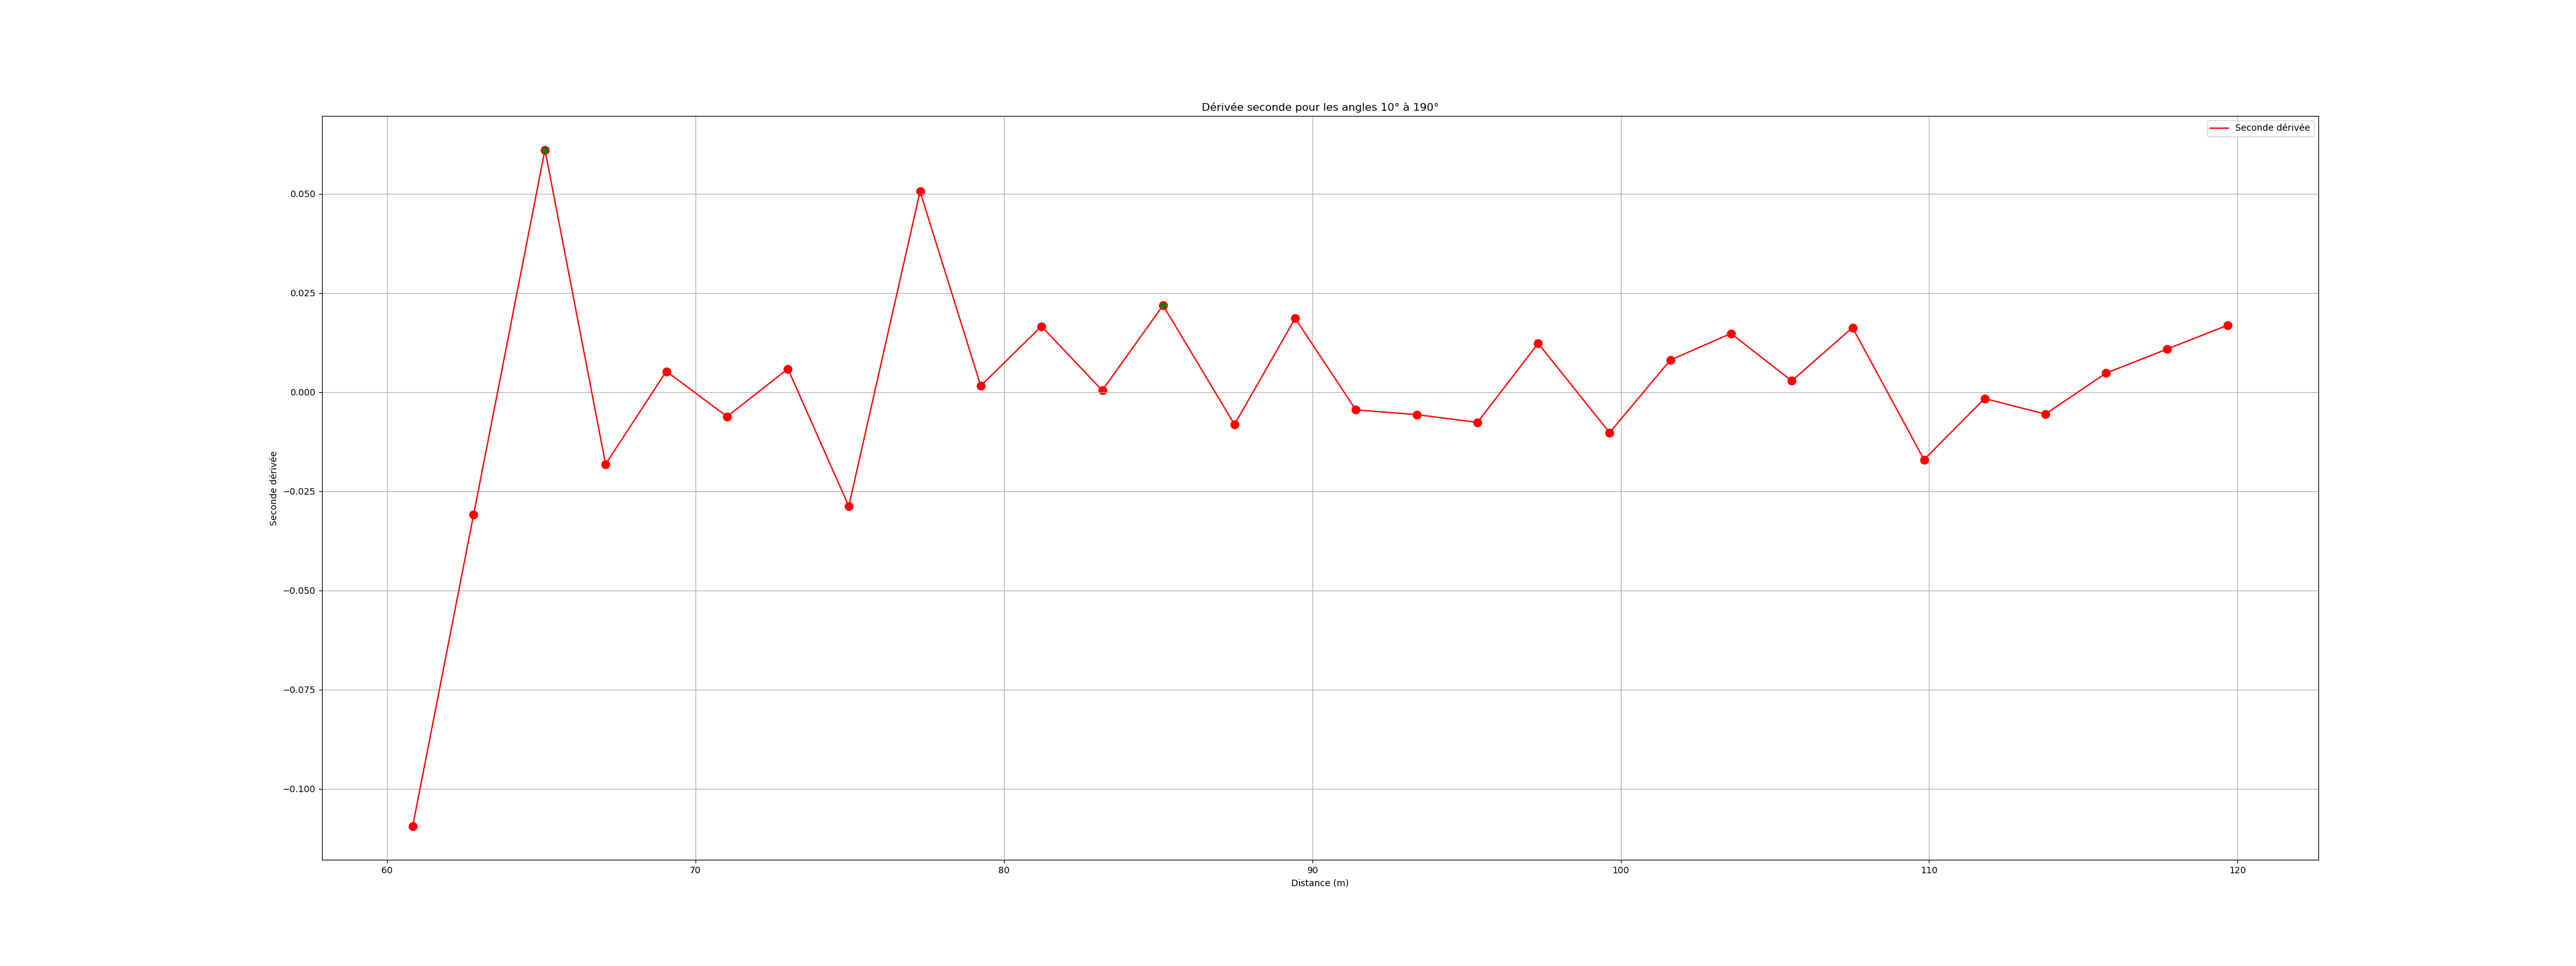 Dérivée seconde pour les angles 10° à 190°
Seconde dérivée
0.050
0.025
0.000
−0.025
−0.050
−0.075
−0.100
Seconde dérivée
60 70 80 90 100 110 120
Distance (m)